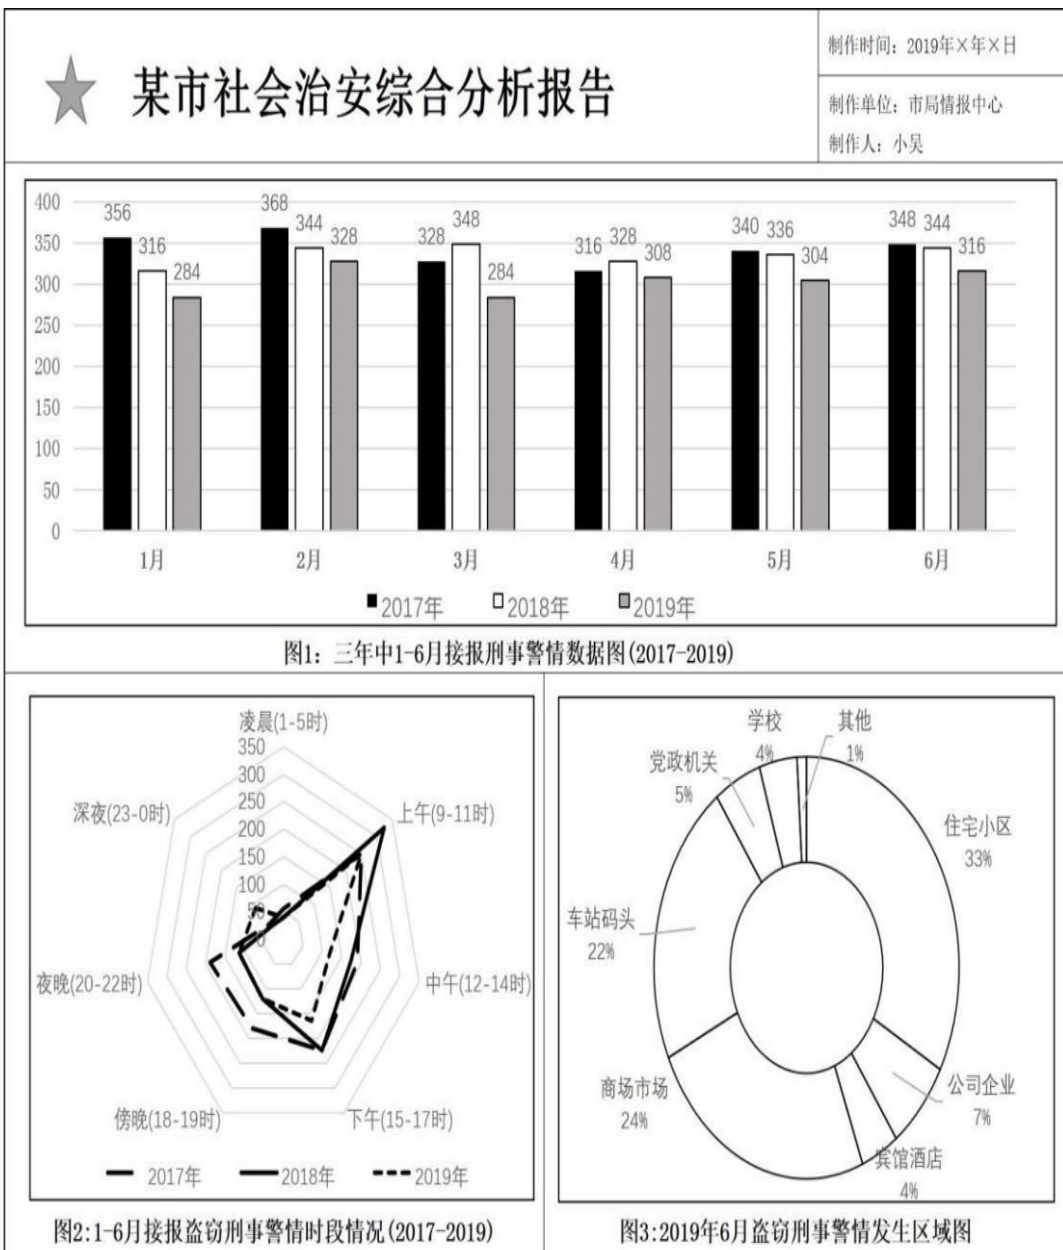 某市社会治安综合分析报告
制作时间：2019年×年×日
制作单位：市局情报中心
制作人：小吴
400
350
300
250
200
150
100
50
0
356
316
284
368
344
328
328
348
284
316
328
308
340
336
304
348
344
316
1月
2月
3月
4月
5月
6月
2017年
2018年
2019年
图1：三年中1-6月接报刑事警情数据图(2017-2019)
凌晨(1-5时)
350
300
250
200
150
100
50
0
深夜(23-0时)
上午(9-11时)
夜晚(20-22时)
中午(12-14时)
傍晚(18-19时)
下午(15-17时)
2017年
2018年
2019年
图2:1-6月接报盗窃刑事警情时段情况(2017-2019)
学校
4%
其他
1%
党政机关
5%
住宅小区
33%
车站码头
22%
商场市场
24%
公司企业
7%
宾馆酒店
4%
图3:2019年6月盗窃刑事警情发生区域图